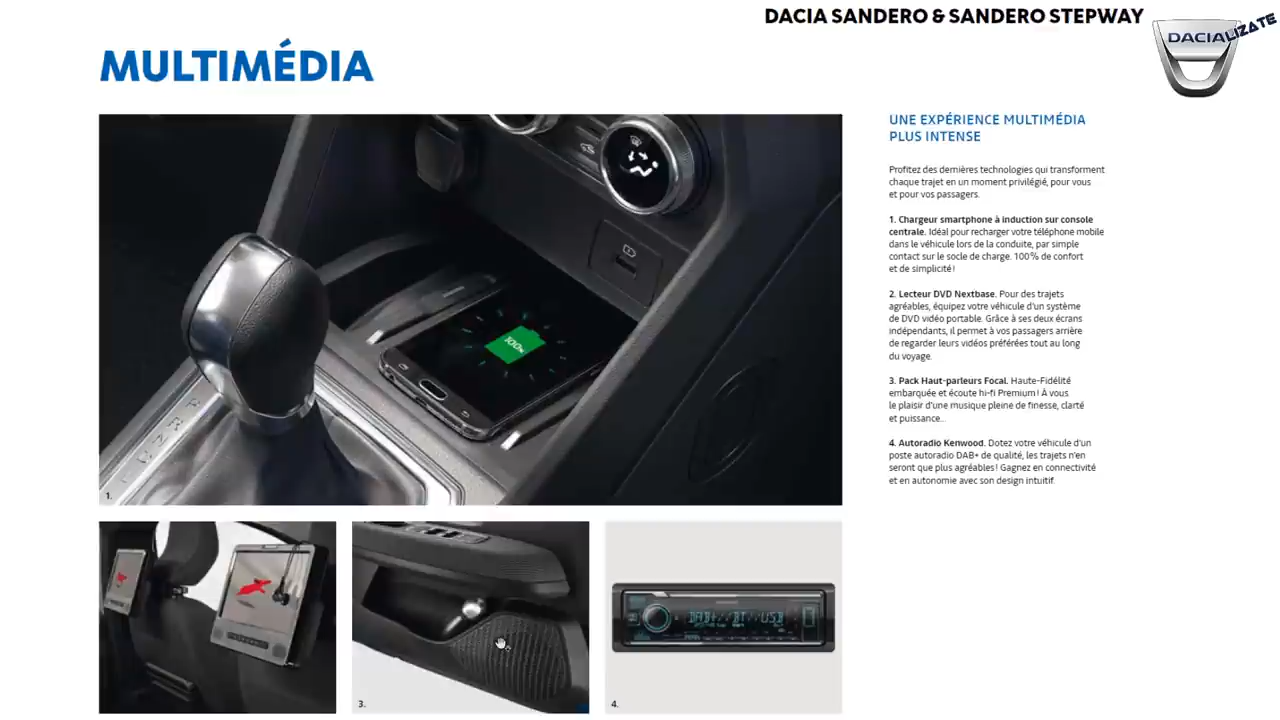 DACIA SANDERO & SANDERO STEPWAY
DACIALIZATE
MULTIMÉDIA
UNE EXPÉRIENCE MULTIMÉDIA
PLUS INTENSE
Profitez des dernières technologies qui transforment
chaque trajet en un moment privilégié, pour vous
et pour vos passagers.
1. Chargeur smartphone à induction sur console
centrale. Idéal pour recharger votre téléphone mobile
dans le véhicule lors de la conduite, par simple
contact sur le socle de charge. 100% de confort
et de simplicité !
2. Lecteur DVD Nextbase. Pour des trajets
agréables, équipez votre véhicule d'un système
de DVD vidéo portable. Grâce à ses deux écrans
indépendants, il permet à vos passagers arrière
de regarder leurs vidéos préférées tout au long
du voyage.
3. Pack Haut-parleurs Focal. Haute-Fidélité
embarquée et écoute hi-fi Premium ! À vous
le plaisir d'une musique pleine de finesse, clarté
et puissance...
4. Autoradio Kenwood. Dotez votre véhicule d'un
poste autoradio DAB+ de qualité, les trajets n'en
seront que plus agréables ! Gagnez en connectivité
et en autonomie avec son design intuitif.
100%
P
R
N
D
1.
DAB+ BT USB
3.
4.